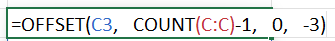 =OFFSET(C3, COUNT(C:C)-1, 0, -3)